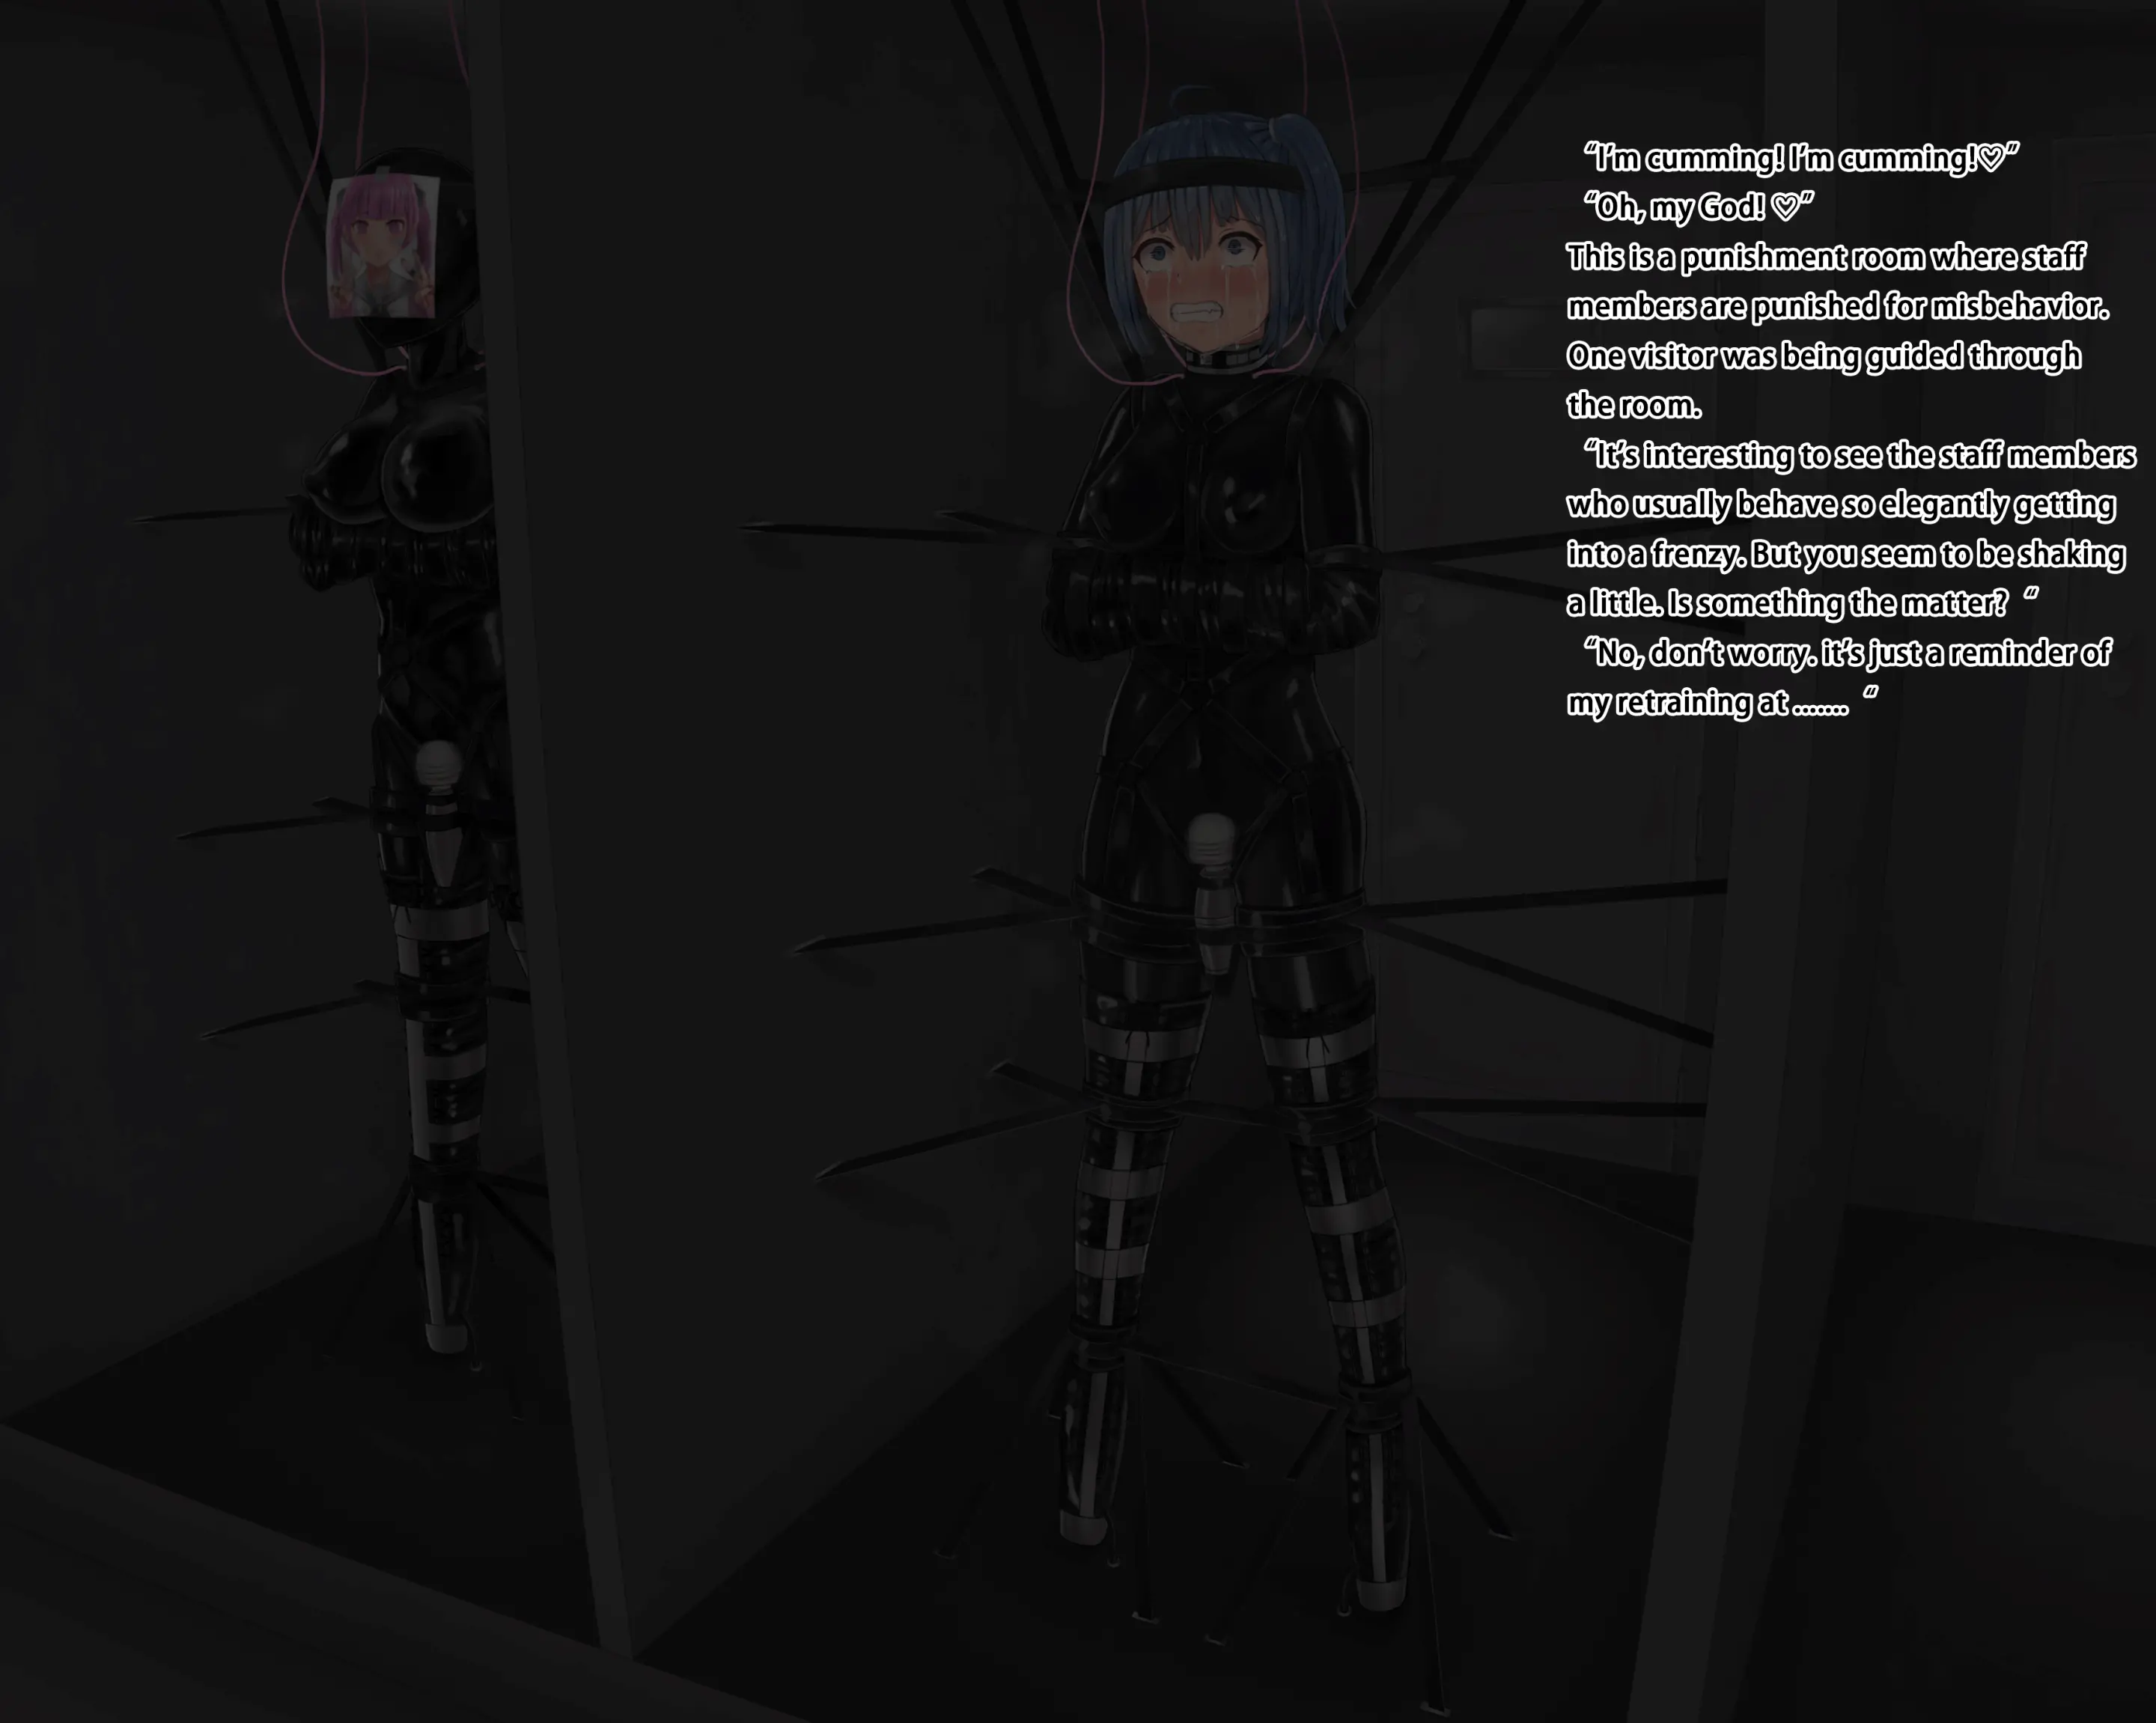 “I’m cumming! I’m cumming!♡”
“Oh, my God! ♡”
This is a punishment room where staff
members are punished for misbehavior.
One visitor was being guided through
the room.
“It’s interesting to see the staff members
who usually behave so elegantly getting
into a frenzy. But you seem to be shaking
a little. Is something the matter? “
“No, don’t worry. it’s just a reminder of
my retraining at ....... “